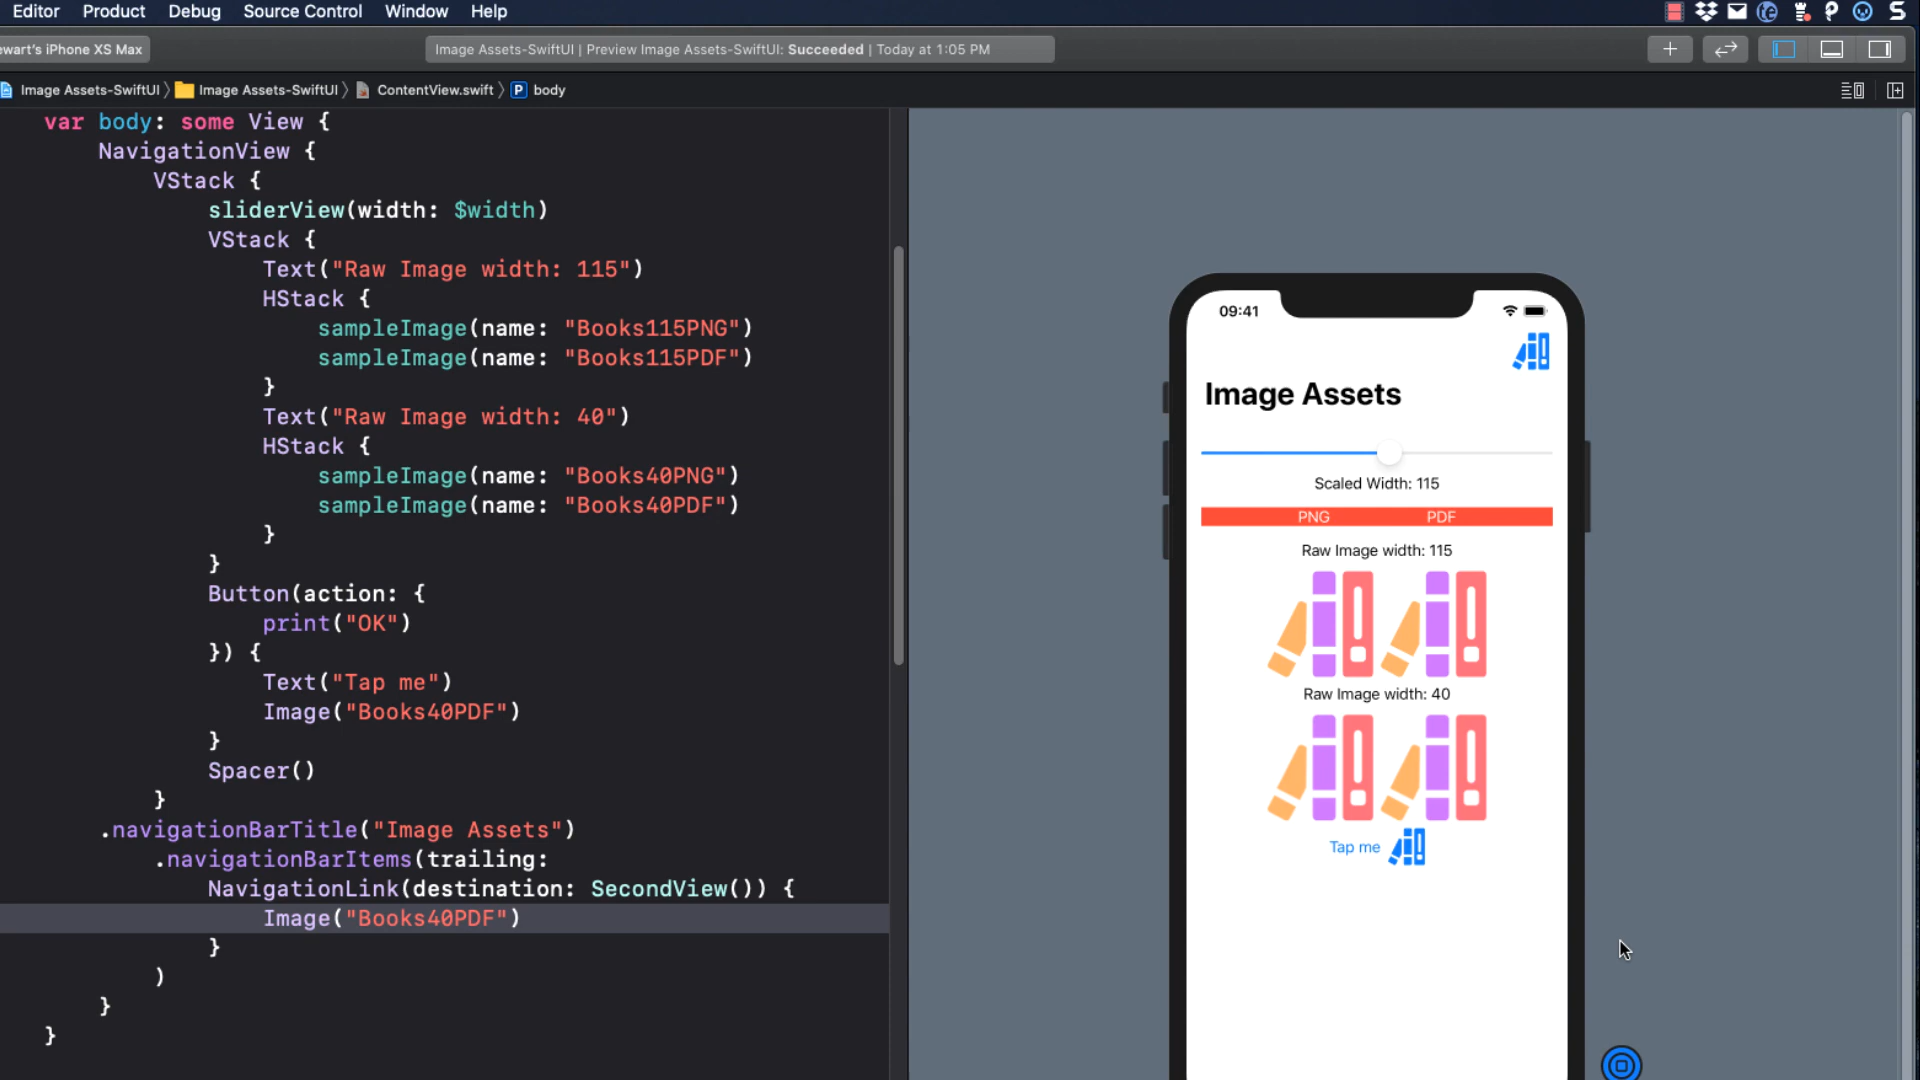 Editor Product Debug Source Control Window Help
ewart's iPhone XS Max
Image Assets-SwiftUI | Preview Image Assets-SwiftUI: Succeeded | Today at 1:05 PM
Image Assets-SwiftUI Image Assets-SwiftUI ContentView.swift P body
var body: some View {
NavigationView {
VStack {
sliderView(width: $width)
VStack {
Text("Raw Image width: 115")
HStack {
sampleImage(name: "Books115PNG")
sampleImage(name: "Books115PDF")
}
Text("Raw Image width: 40")
HStack {
sampleImage(name: "Books40PNG")
sampleImage(name: "Books40PDF")
}
}
Button(action: {
print("OK")
}) {
Text("Tap me")
Image("Books40PDF")
}
Spacer()
}
.navigationBarTitle("Image Assets")
.navigationBarItems(trailing:
NavigationLink(destination: SecondView()) {
Image("Books40PDF")
}
)
}
}
09:41
Image Assets
Scaled Width: 115
PNG PDF
Raw Image width: 115
Raw Image width: 40
Tap me